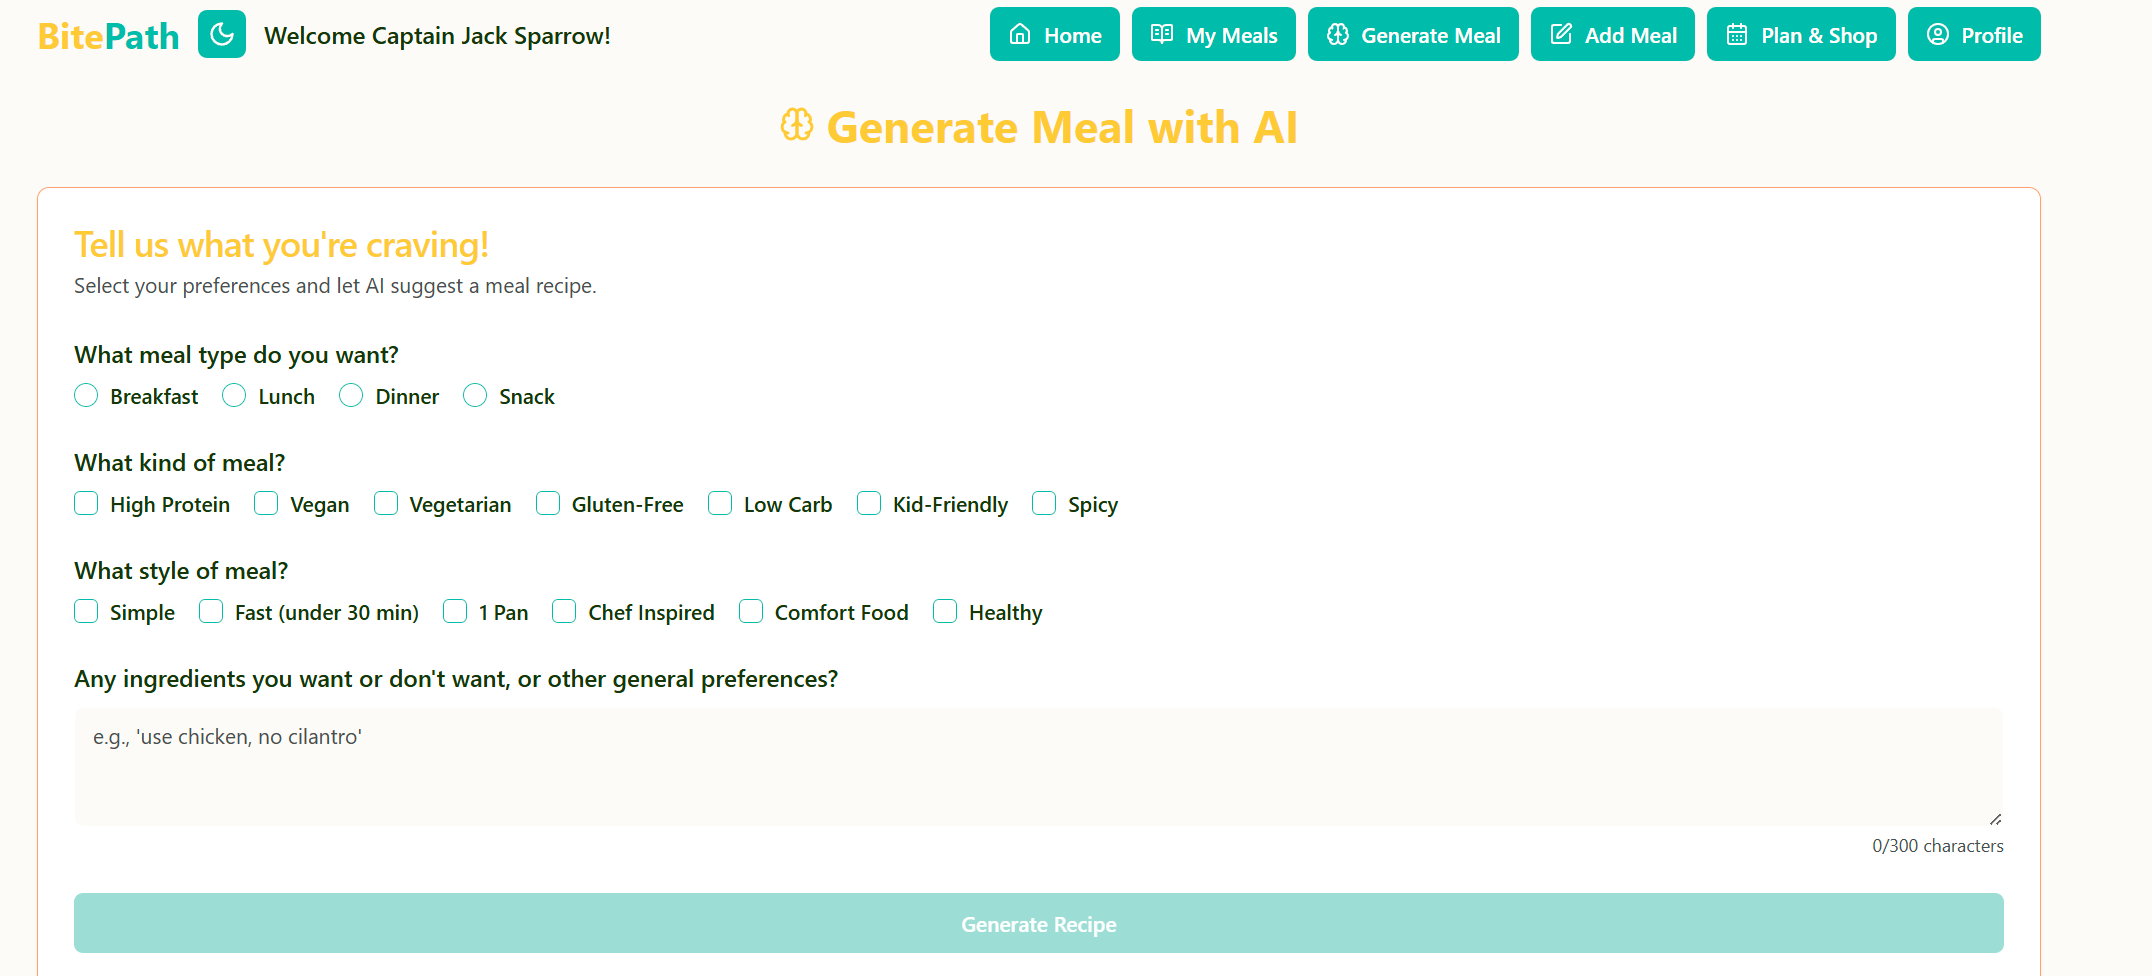 BitePath
Welcome Captain Jack Sparrow!
Home
My Meals
Generate Meal
Add Meal
Plan & Shop
Profile
Generate Meal with AI
Tell us what you're craving!
Select your preferences and let AI suggest a meal recipe.
What meal type do you want?
Breakfast Lunch Dinner Snack
What kind of meal?
High Protein Vegan Vegetarian Gluten-Free Low Carb Kid-Friendly Spicy
What style of meal?
Simple Fast (under 30 min) 1 Pan Chef Inspired Comfort Food Healthy
Any ingredients you want or don't want, or other general preferences?
e.g., 'use chicken, no cilantro'
0/300 characters
Generate Recipe